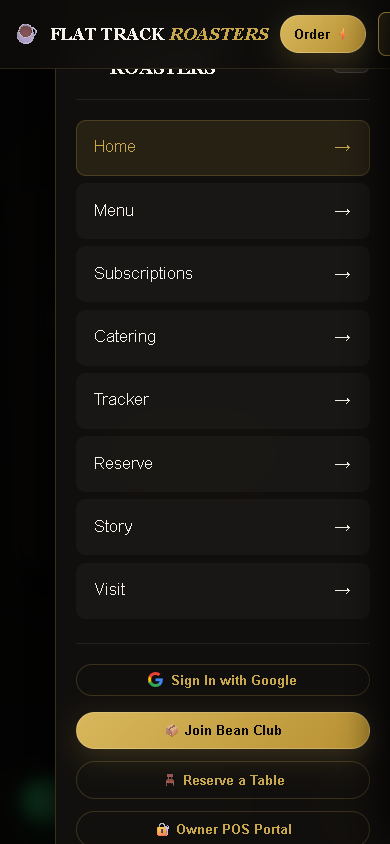 FLAT TRACK ROASTERS
Order
ROASTERS
Home →
Menu →
Subscriptions →
Catering →
Tracker →
Reserve →
Story →
Visit →
Sign In with Google
Join Bean Club
Reserve a Table
Owner POS Portal